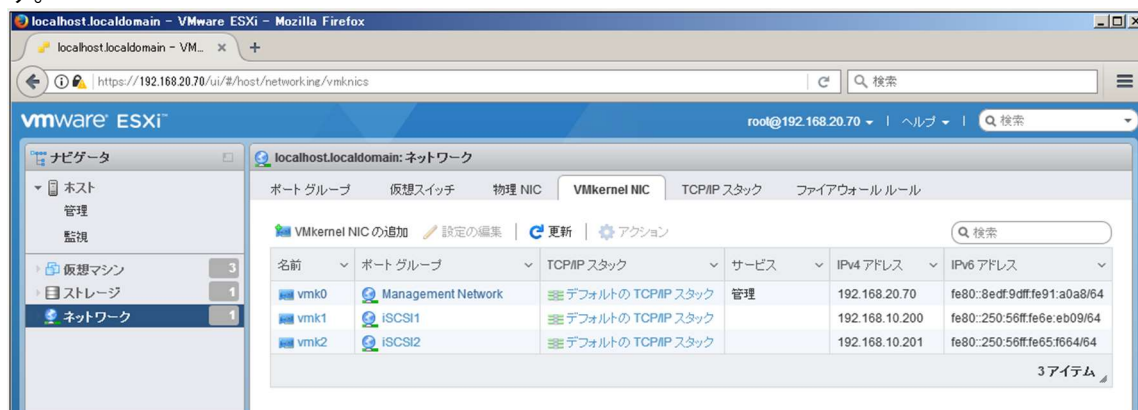 す。
localhost.localdomain - VMware ESXi - Mozilla Firefox
localhost.localdomain - VM...
https://192.168.20.70/ui/#/host/networking/vmknics
検索
vmware ESXi™
root@192.168.20.70 | ヘルプ | 検索
ナビゲータ
localhost.localdomain: ネットワーク
ホスト
管理
監視
仮想マシン 3
ストレージ 1
ネットワーク 1
ポート グループ 仮想スイッチ 物理 NIC VMkernel NIC TCP/IP スタック ファイアウォール ルール
VMkernel NIC の追加 設定の編集 | 更新 | アクション 検索
名前 ポート グループ TCP/IP スタック サービス IPv4 アドレス IPv6 アドレス
vmk0 Management Network デフォルトの TCP/IP スタック 管理 192.168.20.70 fe80::8edf:9dff:fe91:a0a8/64
vmk1 iSCSI1 デフォルトの TCP/IP スタック 192.168.10.200 fe80::250:56ff:fe6e:eb09/64
vmk2 iSCSI2 デフォルトの TCP/IP スタック 192.168.10.201 fe80::250:56ff:fe65:f664/64
3 アイテム